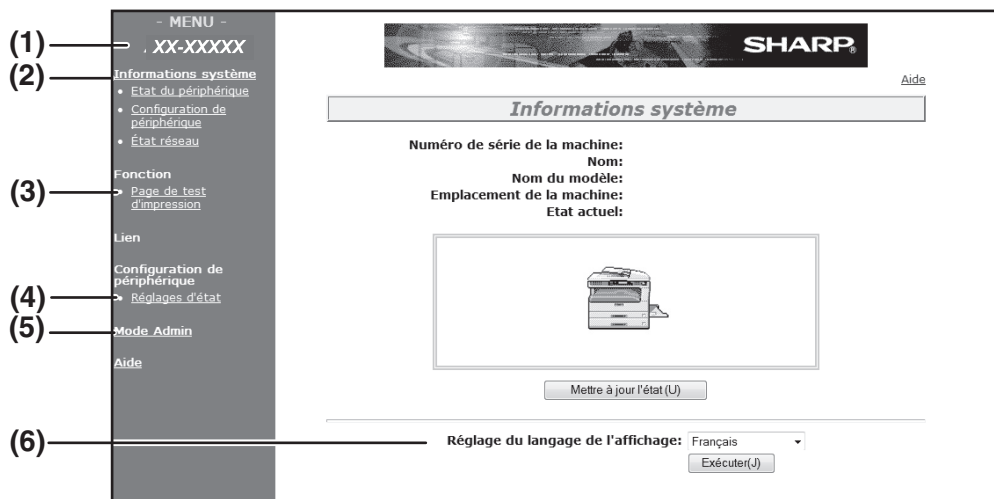 - MENU -
XX-XXXXX
Informations système
• Etat du périphérique
• Configuration de
périphérique
• État réseau
Fonction
• Page de test
d'impression
Lien
Configuration de
périphérique
• Réglages d'état
Mode Admin
Aide
(1)
(2)
(3)
(4)
(5)
(6)
SHARP®
Aide
Informations système
Numéro de série de la machine:
Nom:
Nom du modèle:
Emplacement de la machine:
Etat actuel:
Mettre à jour l'état (U)
Réglage du langage de l'affichage: Français
Exécuter(J)